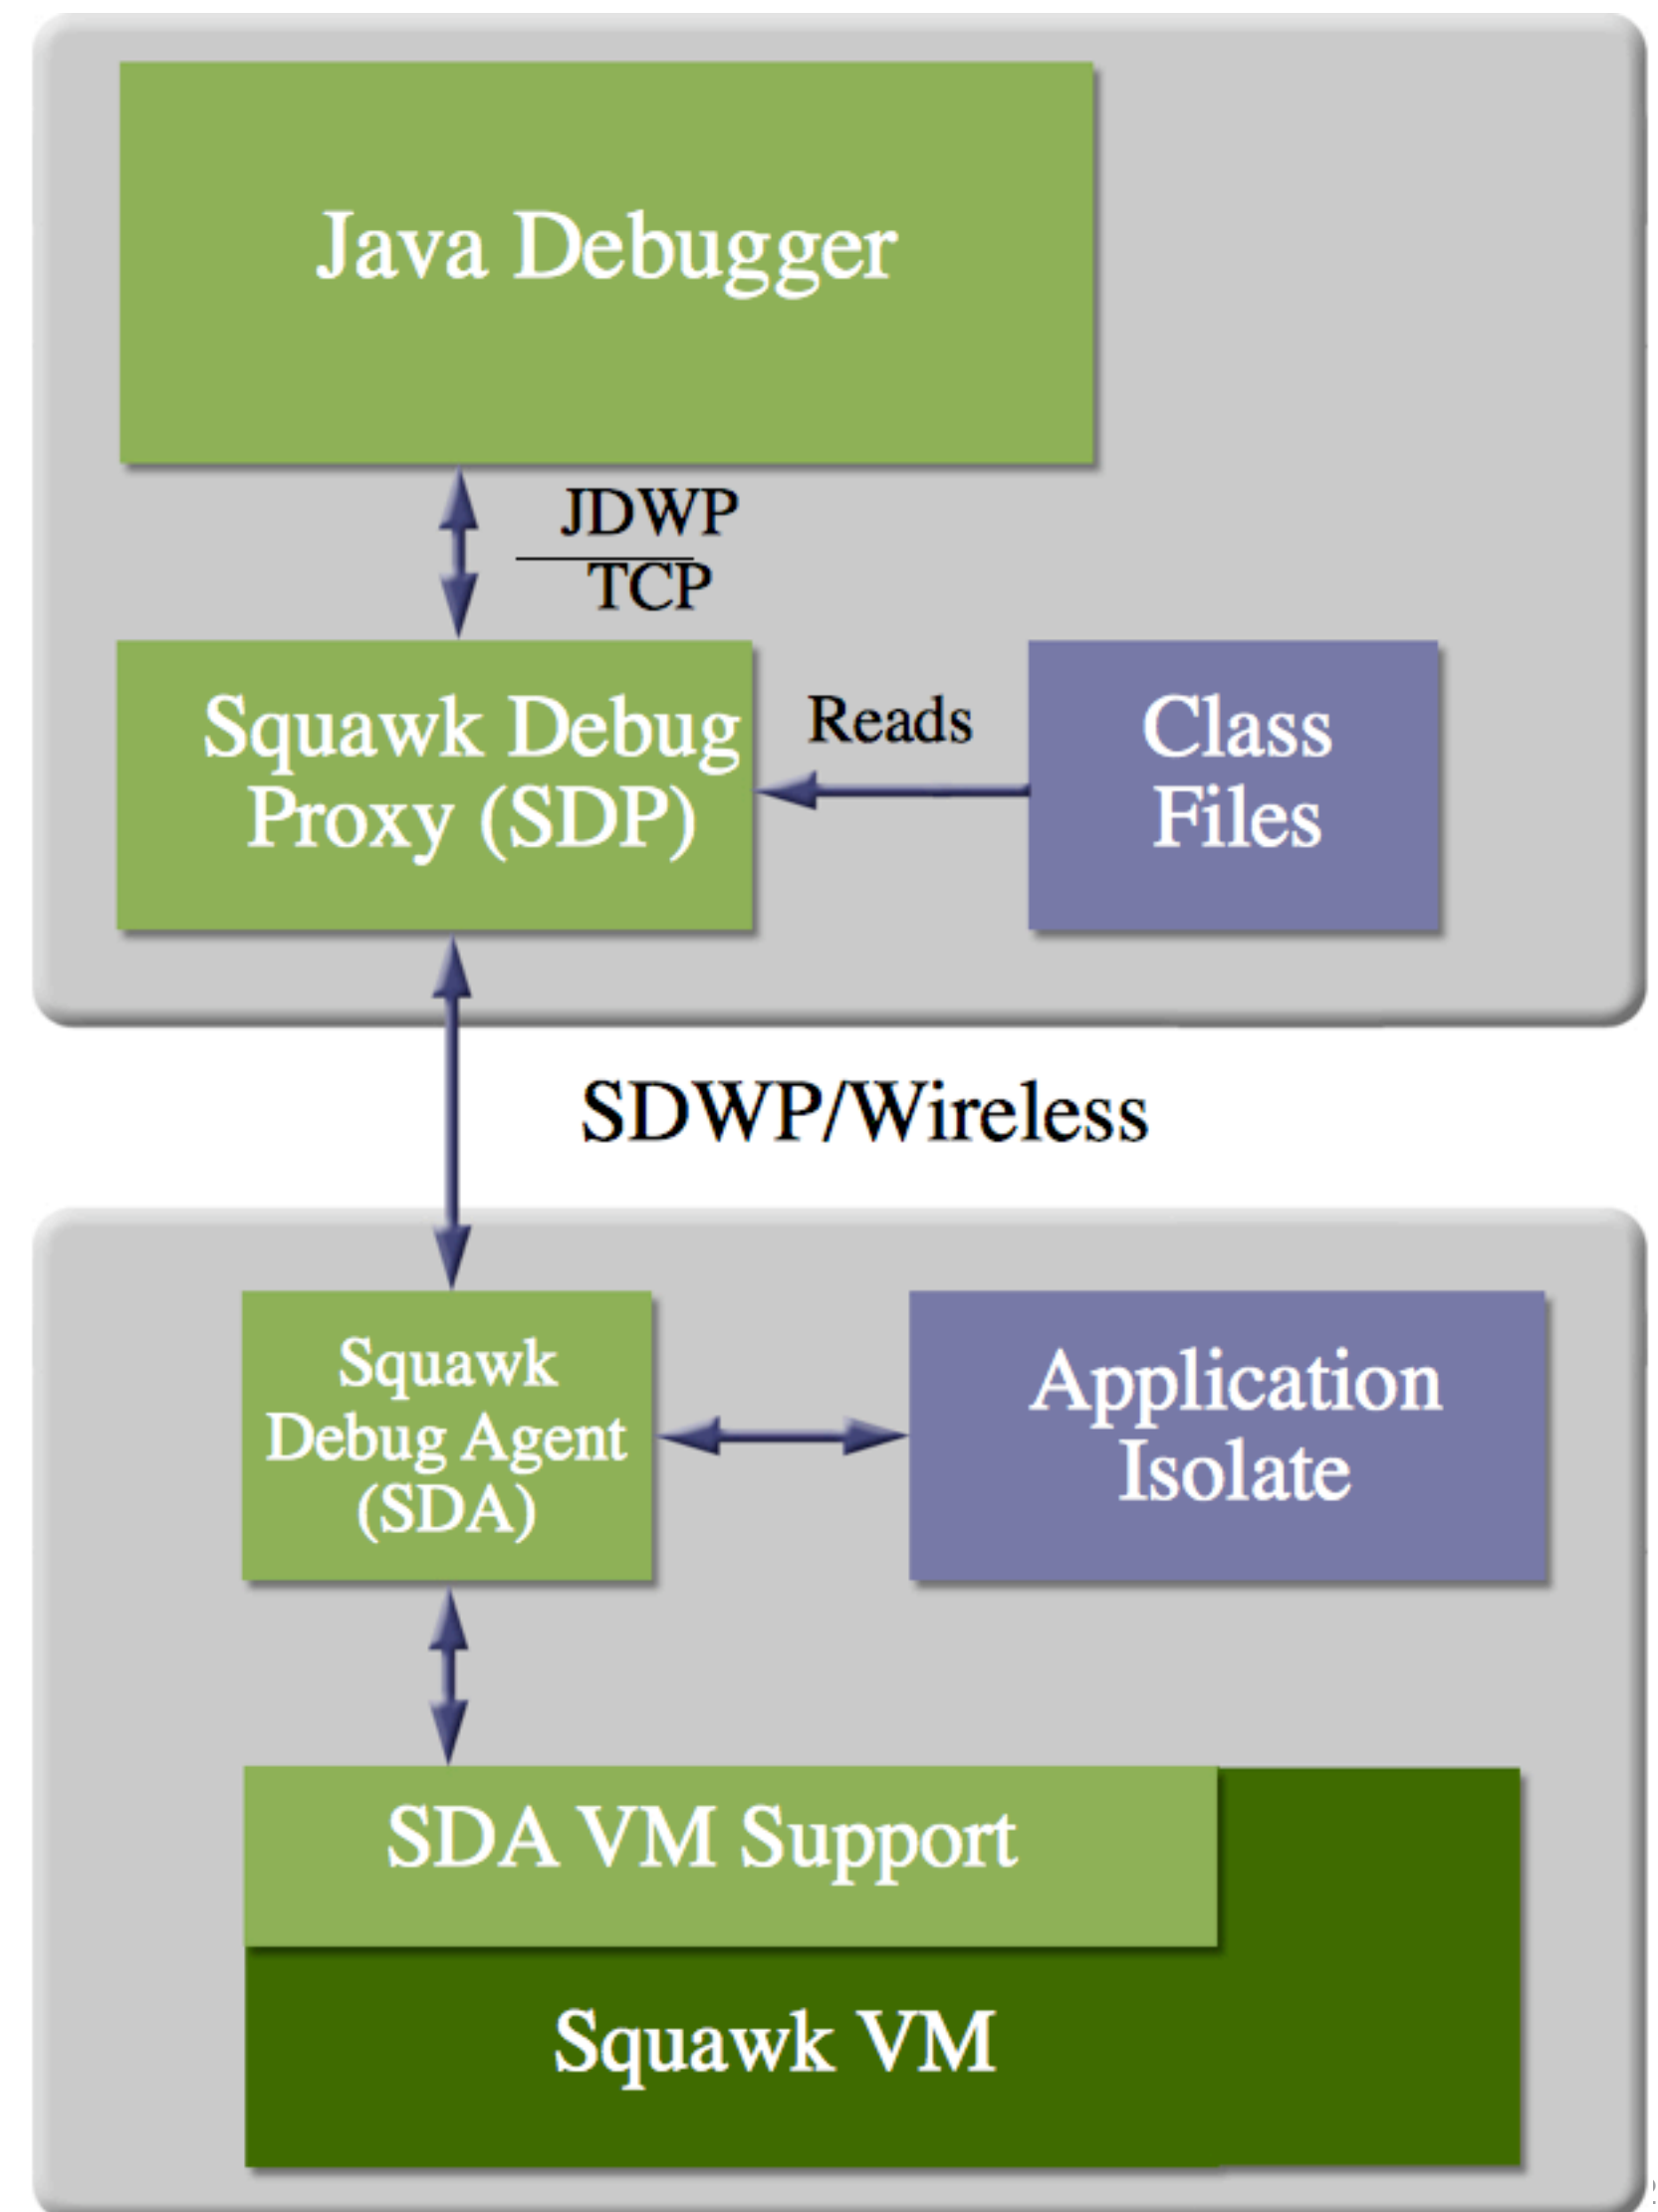 Java Debugger
JDWP
TCP
Squawk Debug
Proxy (SDP)
Reads
Class
Files
SDWP/Wireless
Squawk
Debug Agent
(SDA)
Application
Isolate
SDA VM Support
Squawk VM